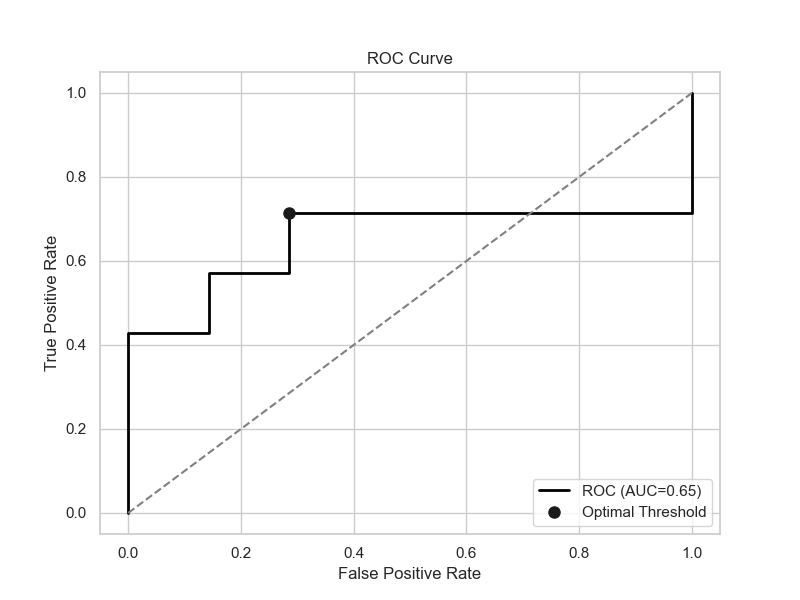 ROC Curve
1.0
0.8
0.6
0.4
0.2
0.0
True Positive Rate
0.0 0.2 0.4 0.6 0.8 1.0
False Positive Rate
ROC (AUC=0.65)
Optimal Threshold